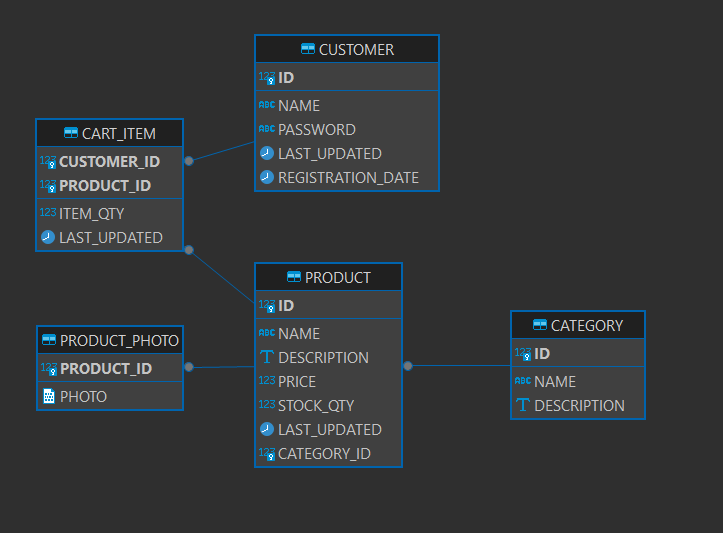 CUSTOMER
123 ID
ABC NAME
ABC PASSWORD
LAST_UPDATED
REGISTRATION_DATE
CART_ITEM
123 CUSTOMER_ID
123 PRODUCT_ID
123 ITEM_QTY
LAST_UPDATED
PRODUCT
123 ID
ABC NAME
T DESCRIPTION
123 PRICE
123 STOCK_QTY
LAST_UPDATED
123 CATEGORY_ID
PRODUCT_PHOTO
123 PRODUCT_ID
PHOTO
CATEGORY
123 ID
ABC NAME
T DESCRIPTION